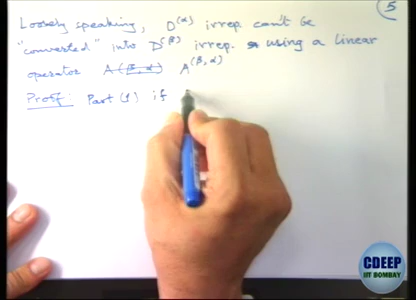 5
Loosely speaking, D^(α) irrep. can't be
"converted" into D^(β) irrep. using a linear
operator A(β, α) A^(β, α)
Proof: Part (1) if
CDEEP
IIT BOMBAY